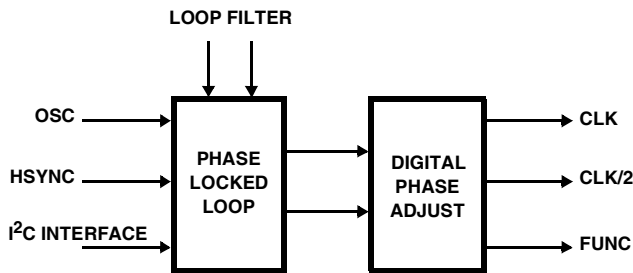 LOOP FILTER
OSC
HSYNC
I²C INTERFACE
PHASE
LOCKED
LOOP
DIGITAL
PHASE
ADJUST
CLK
CLK/2
FUNC